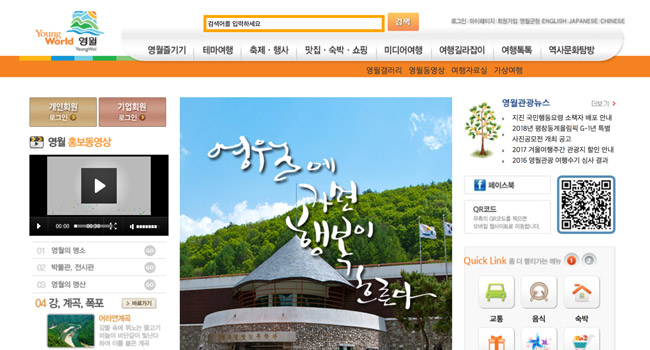 Young World 영월
YoungWol
검색어를 입력하세요
검색
로그인 마이페이지 회원가입 영월군청 ENGLISH JAPANESE CHINESE
영월즐기기 테마여행 축제·행사 맛집·숙박·쇼핑 미디어여행 여행길라잡이 여행톡톡 역사문화탐방
영월갤러리 영월동영상 여행자료실 가상여행
개인회원
로그인
기업회원
로그인
영월 홍보동영상
00:00 00:36
01 영월의 명소 GO
02 박물관, 전시관 GO
03 영월의 명산 GO
04 강, 계곡, 폭포 바로가기
어라연계곡
강물 속에 뛰노는 물고기
비늘이 비단같이 빛난다
하여 이름 붙은 계곡
영월에
가면
행복이
흐른다
영월관광뉴스 더보기
지진 국민행동요령 소책자 배포 안내
2018년 평창동계올림픽 G-1년 특별
사진공모전 개최 공고
2017 겨울여행주간 관광지 할인 안내
2016 영월관광 여행수기 심사 결과
페이스북
QR코드
우측의 QR코드를 찍으면
모바일 웹사이트로 이동합니다.
Quick Link 좀 더 빨리가는 메뉴 1 2
교통 음식 숙박